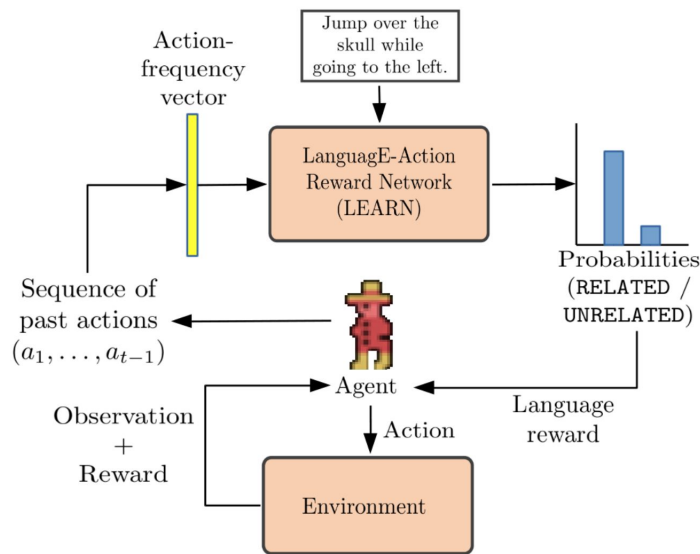 Action-
frequency
vector
Jump over the
skull while
going to the left.
LanguagE-Action
Reward Network
(LEARN)
Probabilities
(RELATED /
UNRELATED)
Sequence of
past actions
(a₁, . . . , aₜ₋₁)
Agent
Language
reward
Observation
+
Reward
Action
Environment